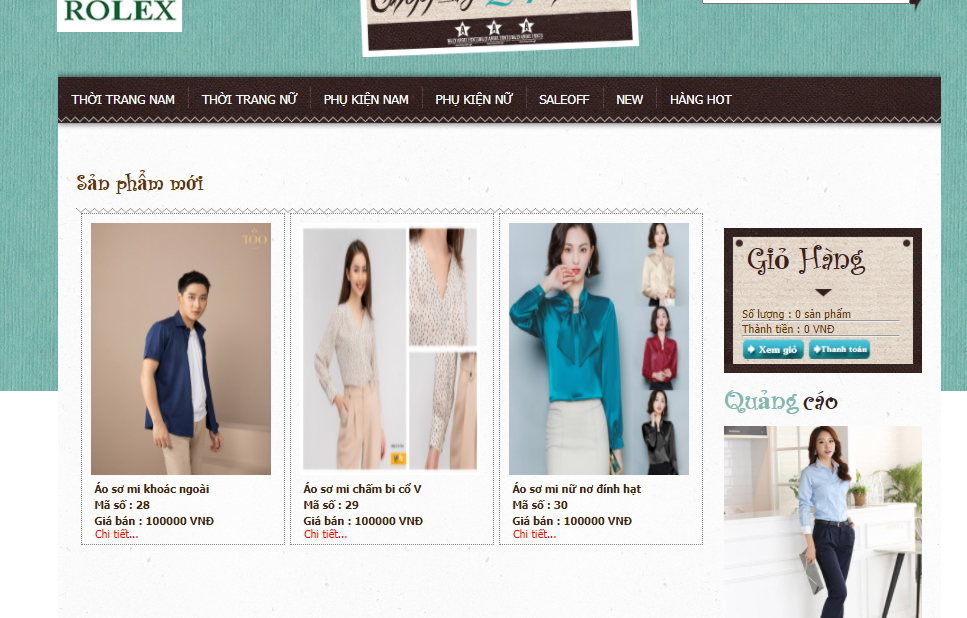 ROLEX
THỜI TRANG NAM THỜI TRANG NỮ PHỤ KIỆN NAM PHỤ KIỆN NỮ SALEOFF NEW HÀNG HOT
Sản phẩm mới
Áo sơ mi khoác ngoài
Mã số : 28
Giá bán : 100000 VNĐ
Chi tiết...
Áo sơ mi chấm bi cổ V
Mã số : 29
Giá bán : 100000 VNĐ
Chi tiết...
Áo sơ mi nữ nơ đính hạt
Mã số : 30
Giá bán : 100000 VNĐ
Chi tiết...
Giỏ Hàng
Số lượng : 0 sản phẩm
Thành tiền : 0 VNĐ
Xem giỏ Thanh toán
Quảng cáo